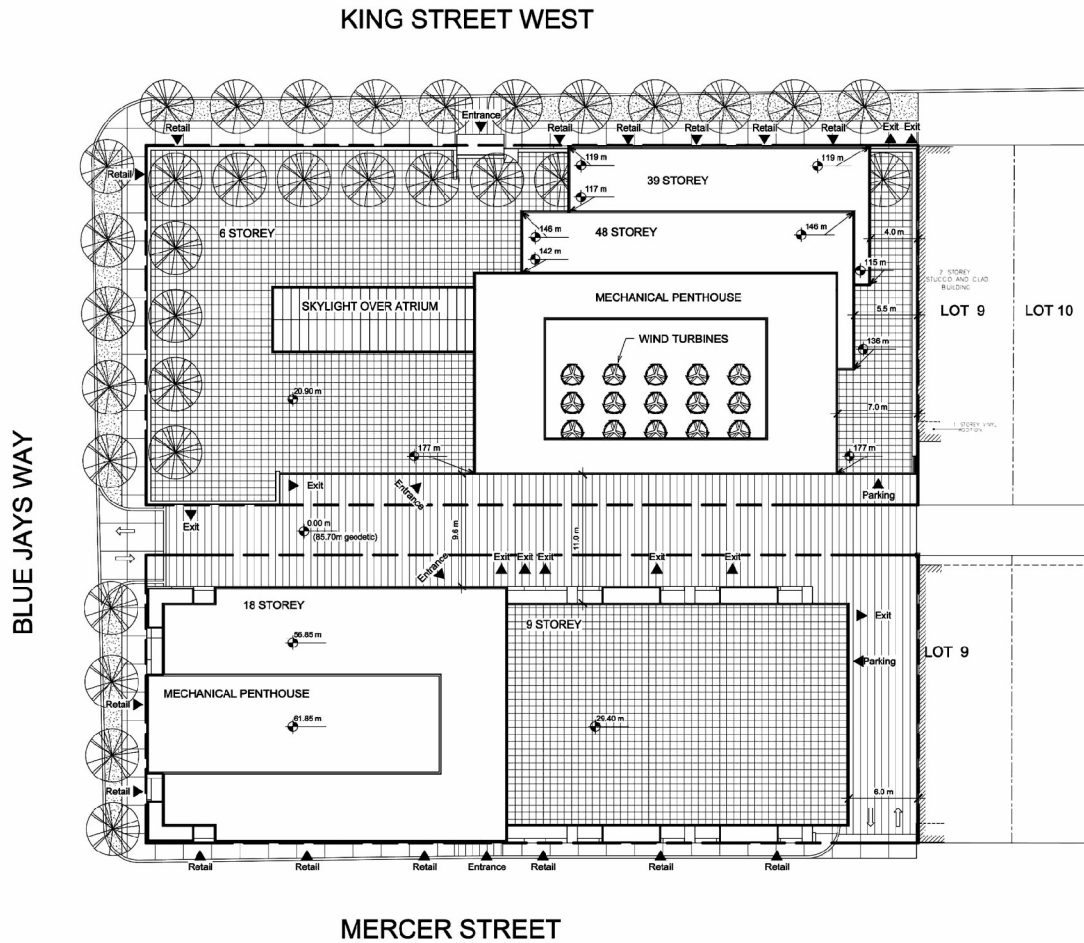 KING STREET WEST
Entrance
Retail
Retail
Retail
Retail
Retail
Retail
Exit
Exit
Retail
119 m
119 m
39 STOREY
117 m
6 STOREY
146 m
48 STOREY
146 m
4.0 m
142 m
115 m
2 STOREY
STUCCO AND CLAD
BUILDING
MECHANICAL PENTHOUSE
SKYLIGHT OVER ATRIUM
5.5 m
LOT 9
LOT 10
WIND TURBINES
136 m
20.90 m
7.0 m
1 STOREY VINYL
ADDITION
177 m
177 m
BLUE JAYS WAY
Exit
Entrance
Parking
Exit
0.00 m
(85.70m geodetic)
9.6 m
11.0 m
Entrance
Exit
Exit
Exit
Exit
Exit
18 STOREY
9 STOREY
Exit
56.85 m
LOT 9
Parking
MECHANICAL PENTHOUSE
Retail
61.85 m
29.40 m
Retail
6.0 m
Retail
Retail
Retail
Entrance
Retail
Retail
Retail
MERCER STREET